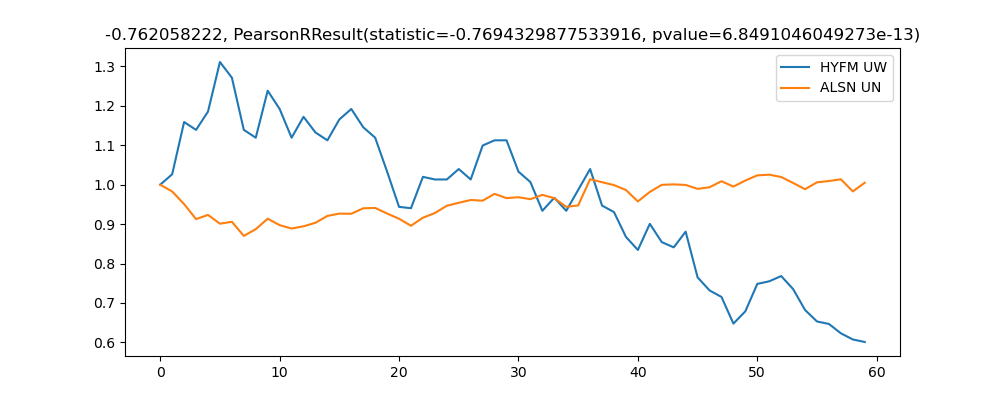 -0.762058222, PearsonRResult(statistic=-0.7694329877533916, pvalue=6.8491046049273e-13)
HYFM UW
ALSN UN
1.3
1.2
1.1
1.0
0.9
0.8
0.7
0.6
0 10 20 30 40 50 60